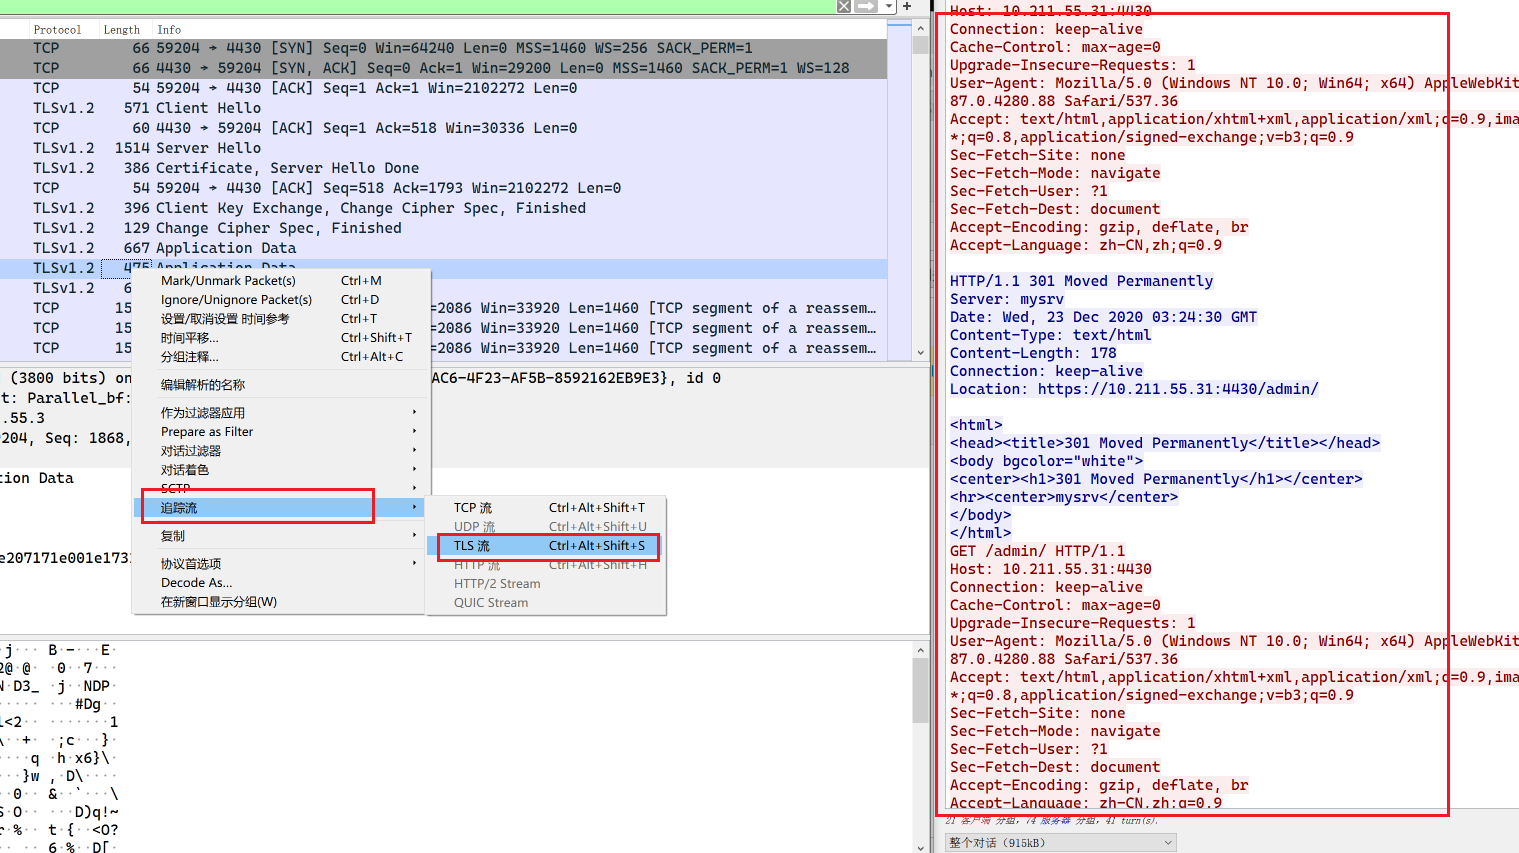 Protocol Length Info
TCP 66 59204 → 4430 [SYN] Seq=0 Win=64240 Len=0 MSS=1460 WS=256 SACK_PERM=1
TCP 66 4430 → 59204 [SYN, ACK] Seq=0 Ack=1 Win=29200 Len=0 MSS=1460 SACK_PERM=1 WS=128
TCP 54 59204 → 4430 [ACK] Seq=1 Ack=1 Win=2102272 Len=0
TLSv1.2 571 Client Hello
TCP 60 4430 → 59204 [ACK] Seq=1 Ack=518 Win=30336 Len=0
TLSv1.2 1514 Server Hello
TLSv1.2 386 Certificate, Server Hello Done
TCP 54 59204 → 4430 [ACK] Seq=518 Ack=1793 Win=2102272 Len=0
TLSv1.2 396 Client Key Exchange, Change Cipher Spec, Finished
TLSv1.2 129 Change Cipher Spec, Finished
TLSv1.2 667 Application Data
TLSv1.2 475 Application Data
TLSv1.2 6
TCP 15 =2086 Win=33920 Len=1460 [TCP segment of a reassem…
TCP 15 =2086 Win=33920 Len=1460 [TCP segment of a reassem…
TCP 15 =2086 Win=33920 Len=1460 [TCP segment of a reassem…
(3800 bits) on AC6-4F23-AF5B-8592162EB9E3}, id 0
t: Parallel_bf:
.55.3
204, Seq: 1868,
tion Data
e207171e001e173
Mark/Unmark Packet(s) Ctrl+M
Ignore/Unignore Packet(s) Ctrl+D
设置/取消设置 时间参考 Ctrl+T
时间平移... Ctrl+Shift+T
分组注释... Ctrl+Alt+C
编辑解析的名称
作为过滤器应用
Prepare as Filter
对话过滤器
对话着色
SCTP
追踪流
复制
协议首选项
Decode As...
在新窗口显示分组(W)
TCP 流 Ctrl+Alt+Shift+T
UDP 流 Ctrl+Alt+Shift+U
TLS 流 Ctrl+Alt+Shift+S
HTTP 流 Ctrl+Alt+Shift+H
HTTP/2 Stream
QUIC Stream
·j··· B–···E·
2@·@· ·0··7···
N·D3_ ·j··NDP·
····· ···#Dg··
l<2·· ·······1
\··+· ·;c···}·
····q ·h·x6}\·
···}w ,·D\····
··0·· &··`···\
S·O·· ···D)q!~
r·%·· t·{··<O?
Host: 10.211.55.31:4430
Connection: keep-alive
Cache-Control: max-age=0
Upgrade-Insecure-Requests: 1
User-Agent: Mozilla/5.0 (Windows NT 10.0; Win64; x64) AppleWebKit
87.0.4280.88 Safari/537.36
Accept: text/html,application/xhtml+xml,application/xml;q=0.9,ima
*;q=0.8,application/signed-exchange;v=b3;q=0.9
Sec-Fetch-Site: none
Sec-Fetch-Mode: navigate
Sec-Fetch-User: ?1
Sec-Fetch-Dest: document
Accept-Encoding: gzip, deflate, br
Accept-Language: zh-CN,zh;q=0.9
HTTP/1.1 301 Moved Permanently
Server: mysrv
Date: Wed, 23 Dec 2020 03:24:30 GMT
Content-Type: text/html
Content-Length: 178
Connection: keep-alive
Location: https://10.211.55.31:4430/admin/
<html>
<head><title>301 Moved Permanently</title></head>
<body bgcolor="white">
<center><h1>301 Moved Permanently</h1></center>
<hr><center>mysrv</center>
</body>
</html>
GET /admin/ HTTP/1.1
Host: 10.211.55.31:4430
Connection: keep-alive
Cache-Control: max-age=0
Upgrade-Insecure-Requests: 1
User-Agent: Mozilla/5.0 (Windows NT 10.0; Win64; x64) AppleWebKit
87.0.4280.88 Safari/537.36
Accept: text/html,application/xhtml+xml,application/xml;q=0.9,ima
*;q=0.8,application/signed-exchange;v=b3;q=0.9
Sec-Fetch-Site: none
Sec-Fetch-Mode: navigate
Sec-Fetch-User: ?1
Sec-Fetch-Dest: document
Accept-Encoding: gzip, deflate, br
Accept-Language: zh-CN,zh;q=0.9
21 客户端 分组, 74 服务器 分组, 41 turn(s).
整个对话 (915kB)